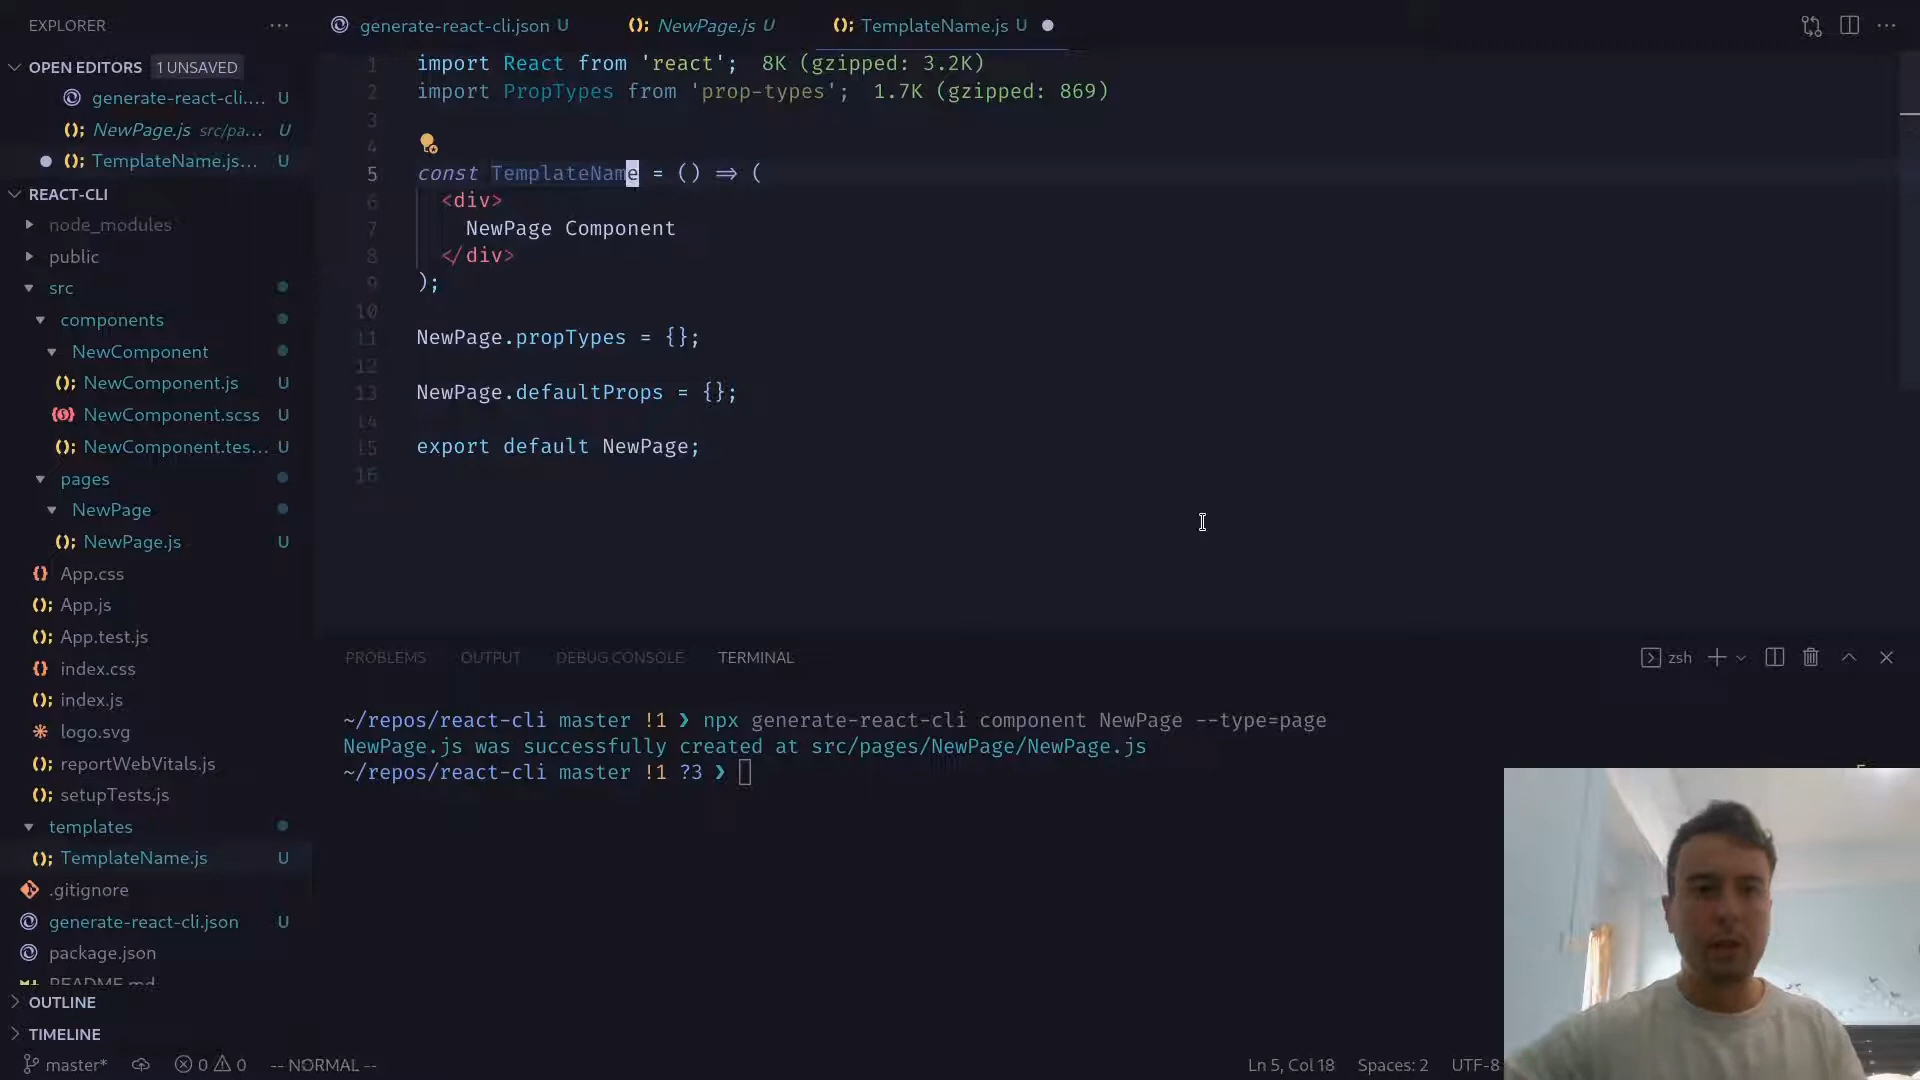 EXPLORER
OPEN EDITORS 1 UNSAVED
generate-react-cli.... U
NewPage.js src/pa... U
TemplateName.js... U
REACT-CLI
node_modules
public
src
components
NewComponent
NewComponent.js U
NewComponent.scss U
NewComponent.tes... U
pages
NewPage
NewPage.js U
App.css
App.js
App.test.js
index.css
index.js
logo.svg
reportWebVitals.js
setupTests.js
templates
TemplateName.js U
.gitignore
generate-react-cli.json U
package.json
README.md
OUTLINE
TIMELINE
generate-react-cli.json U
NewPage.js U
TemplateName.js U
1 import React from 'react'; 8K (gzipped: 3.2K)
2 import PropTypes from 'prop-types'; 1.7K (gzipped: 869)
3
4
5 const TemplateName = () => (
6 <div>
7 NewPage Component
8 </div>
9 );
10
11 NewPage.propTypes = {};
12
13 NewPage.defaultProps = {};
14
15 export default NewPage;
16
PROBLEMS OUTPUT DEBUG CONSOLE TERMINAL
zsh
~/repos/react-cli master !1 ❯ npx generate-react-cli component NewPage --type=page
NewPage.js was successfully created at src/pages/NewPage/NewPage.js
~/repos/react-cli master !1 ?3 ❯
master* 0 0 -- NORMAL --
Ln 5, Col 18 Spaces: 2 UTF-8